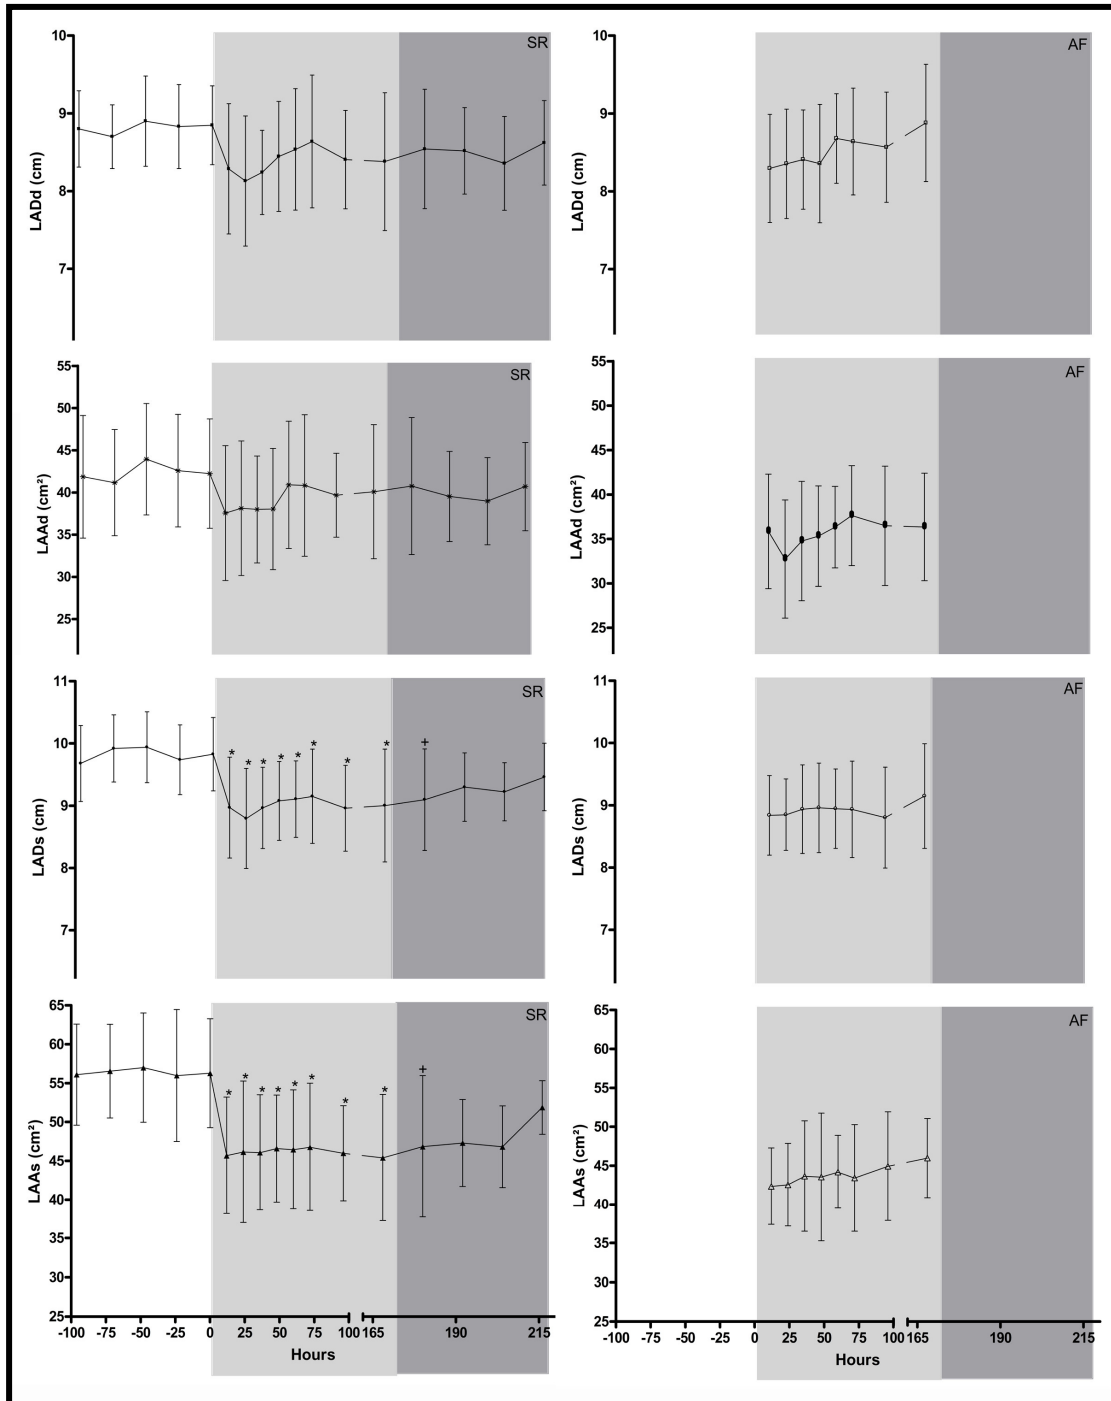 10
9
8
7
LADd (cm)
SR
10
9
8
7
LADd (cm)
AF
55
50
45
40
35
30
25
LAAd (cm²)
SR
55
50
45
40
35
30
25
LAAd (cm²)
AF
11
10
9
8
7
LADs (cm)
SR
* * * * * * * * +
11
10
9
8
7
LADs (cm)
AF
65
60
55
50
45
40
35
30
25
LAAs (cm²)
SR
* * * * * * * * +
-100 -75 -50 -25 0 25 50 75 100 165 190 215
Hours
65
60
55
50
45
40
35
30
25
LAAs (cm²)
AF
-100 -75 -50 -25 0 25 50 75 100 165 190 215
Hours